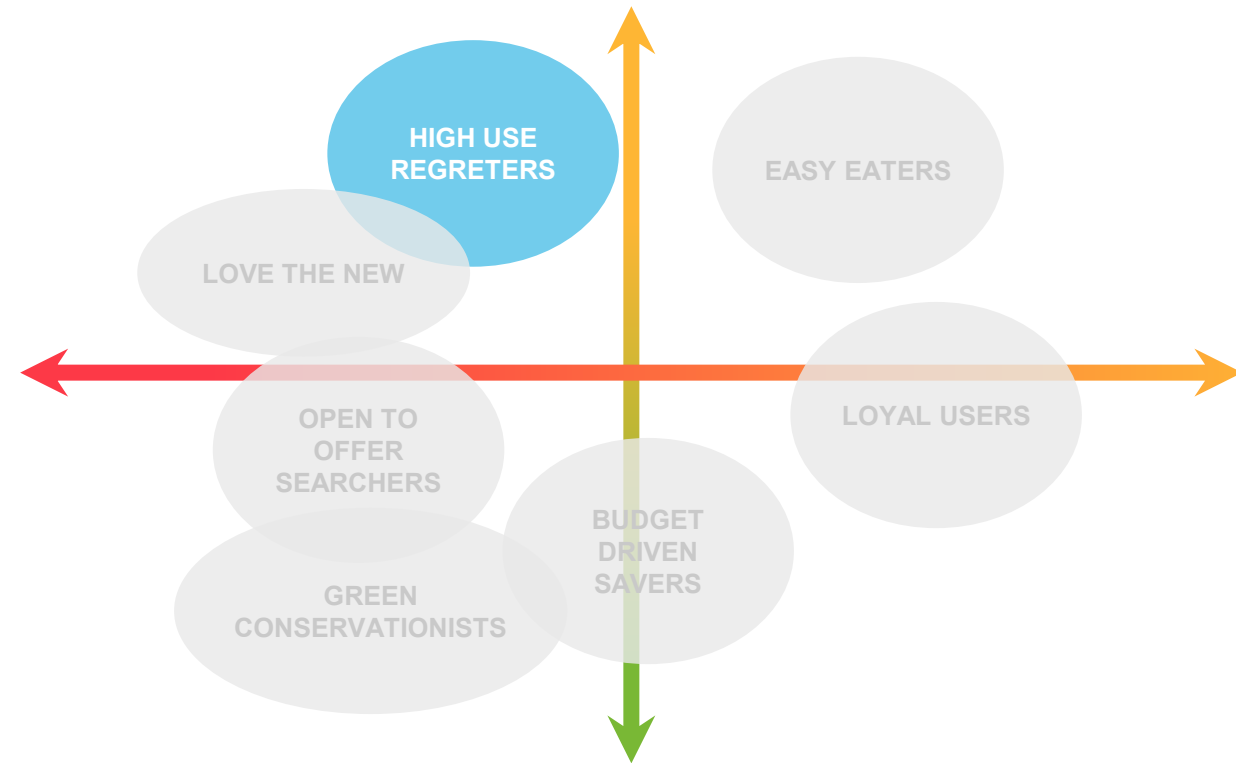 HIGH USE
REGRETERS
EASY EATERS
LOVE THE NEW
OPEN TO
OFFER
SEARCHERS
LOYAL USERS
BUDGET
DRIVEN
SAVERS
GREEN
CONSERVATIONISTS